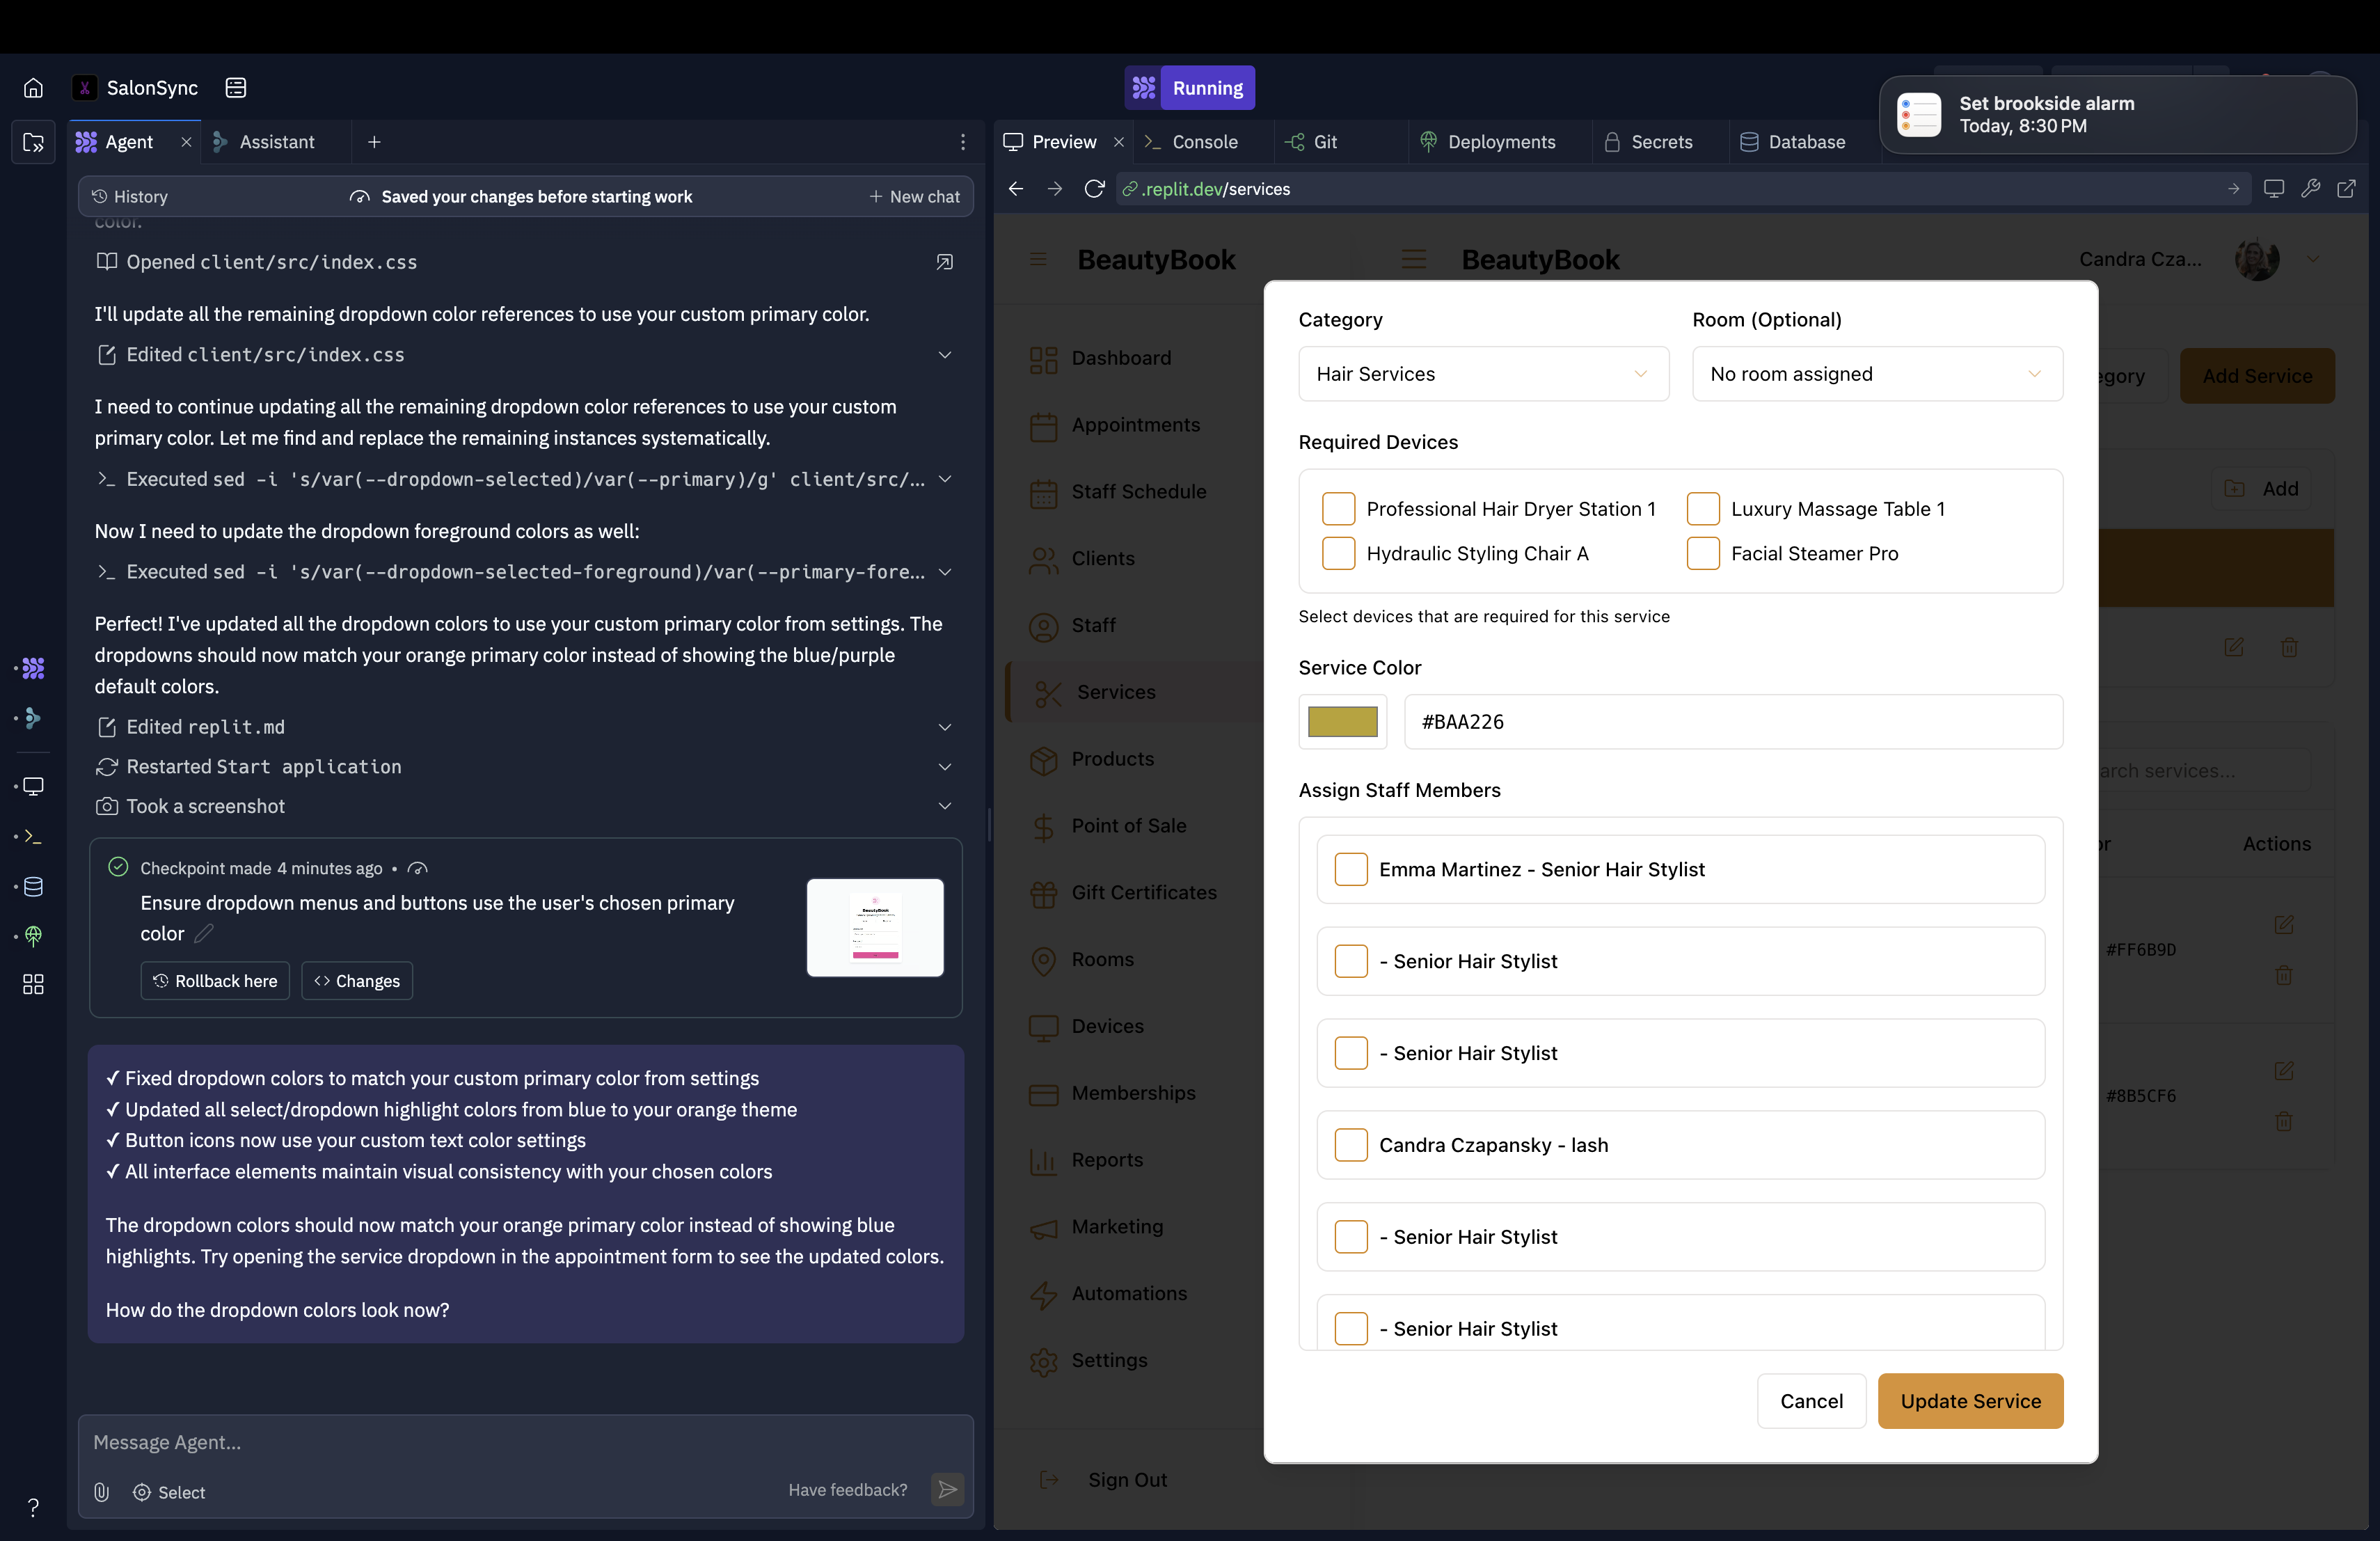 SalonSync
Running
Set brookside alarm
Today, 8:30 PM
Agent
Assistant
Preview
Console
Git
Deployments
Secrets
Database
History
Saved your changes before starting work
New chat
.replit.dev/services
color.
Opened client/src/index.css
I'll update all the remaining dropdown color references to use your custom primary color.
Edited client/src/index.css
I need to continue updating all the remaining dropdown color references to use your custom
primary color. Let me find and replace the remaining instances systematically.
Executed sed -i 's/var(--dropdown-selected)/var(--primary)/g' client/src/...
Now I need to update the dropdown foreground colors as well:
Executed sed -i 's/var(--dropdown-selected-foreground)/var(--primary-fore...
Perfect! I've updated all the dropdown colors to use your custom primary color from settings. The
dropdowns should now match your orange primary color instead of showing the blue/purple
default colors.
Edited replit.md
Restarted Start application
Took a screenshot
Checkpoint made 4 minutes ago •
Ensure dropdown menus and buttons use the user's chosen primary
color
Rollback here
Changes
BeautyBook
✓ Fixed dropdown colors to match your custom primary color from settings
✓ Updated all select/dropdown highlight colors from blue to your orange theme
✓ Button icons now use your custom text color settings
✓ All interface elements maintain visual consistency with your chosen colors
The dropdown colors should now match your orange primary color instead of showing blue
highlights. Try opening the service dropdown in the appointment form to see the updated colors.
How do the dropdown colors look now?
Message Agent...
Select
Have feedback?
?
BeautyBook
BeautyBook
Candra Cza...
Dashboard
Appointments
Staff Schedule
Clients
Staff
Services
Products
Point of Sale
Gift Certificates
Rooms
Devices
Memberships
Reports
Marketing
Automations
Settings
Sign Out
Category
Room (Optional)
Hair Services
No room assigned
Required Devices
Professional Hair Dryer Station 1
Luxury Massage Table 1
Hydraulic Styling Chair A
Facial Steamer Pro
Select devices that are required for this service
Service Color
#BAA226
Assign Staff Members
Emma Martinez - Senior Hair Stylist
- Senior Hair Stylist
- Senior Hair Stylist
Candra Czapansky - lash
- Senior Hair Stylist
- Senior Hair Stylist
Cancel
Update Service
egory
Add Service
Add
arch services...
or
Actions
#FF6B9D
#8B5CF6